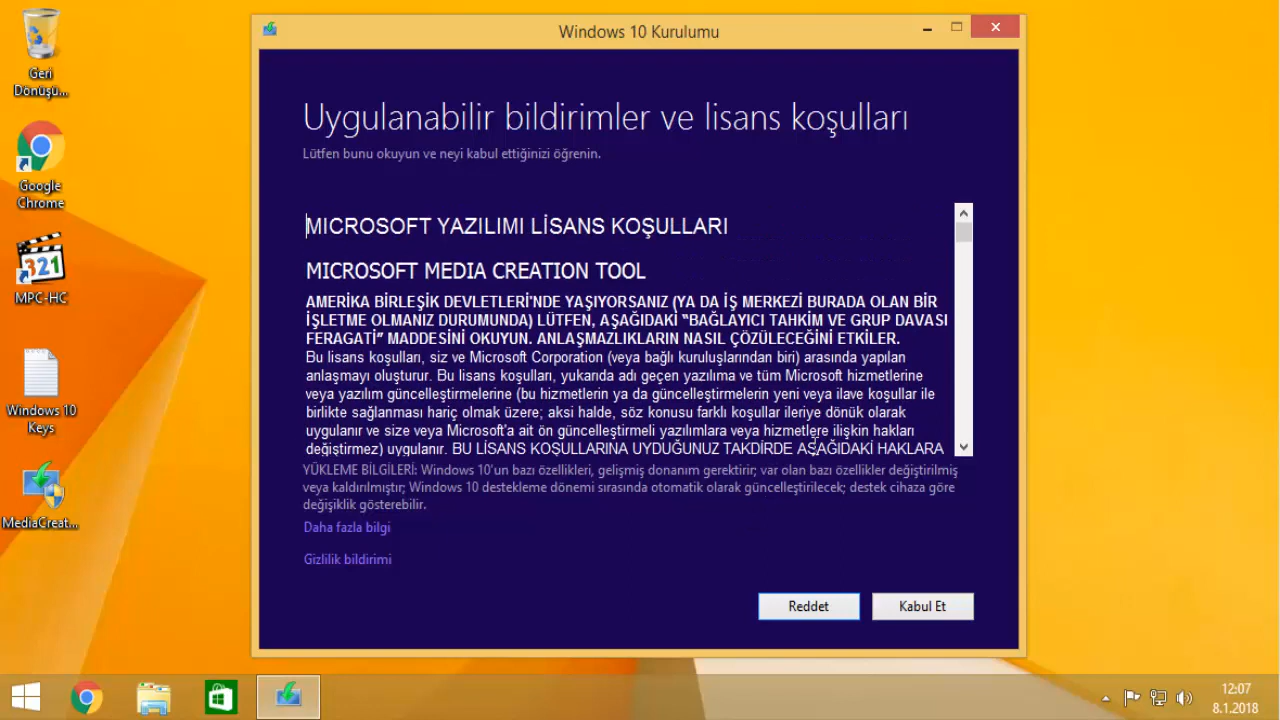 Geri
Dönüşü...
Google
Chrome
321
MPC-HC
Windows 10
Keys
MediaCreat...
Windows 10 Kurulumu
Uygulanabilir bildirimler ve lisans koşulları
Lütfen bunu okuyun ve neyi kabul ettiğinizi öğrenin.
MICROSOFT YAZILIMI LİSANS KOŞULLARI
MICROSOFT MEDIA CREATION TOOL
AMERİKA BİRLEŞİK DEVLETLERİ'NDE YAŞIYORSANIZ (YA DA İŞ MERKEZİ BURADA OLAN BİR
İŞLETME OLMANIZ DURUMUNDA) LÜTFEN, AŞAĞIDAKİ "BAĞLAYICI TAHKİM VE GRUP DAVASI
FERAGATİ" MADDESİNİ OKUYUN. ANLAŞMAZLIKLARIN NASIL ÇÖZÜLECEĞİNİ ETKİLER.
Bu lisans koşulları, siz ve Microsoft Corporation (veya bağlı kuruluşlarından biri) arasında yapılan
anlaşmayı oluşturur. Bu lisans koşulları, yukarıda adı geçen yazılıma ve tüm Microsoft hizmetlerine
veya yazılım güncelleştirmelerine (bu hizmetlerin ya da güncelleştirmelerin yeni veya ilave koşullar ile
birlikte sağlanması hariç olmak üzere; aksi halde, söz konusu farklı koşullar ileriye dönük olarak
uygulanır ve size veya Microsoft'a ait ön güncelleştirmeli yazılımlara veya hizmetlere ilişkin hakları
değiştirmez) uygulanır. BU LİSANS KOŞULLARINA UYDUĞUNUZ TAKDİRDE AŞAĞIDAKİ HAKLARA
YÜKLEME BİLGİLERİ: Windows 10'un bazı özellikleri, gelişmiş donanım gerektirir; var olan bazı özellikler değiştirilmiş
veya kaldırılmıştır; Windows 10 destekleme dönemi sırasında otomatik olarak güncelleştirilecek; destek cihaza göre
değişiklik gösterebilir.
Daha fazla bilgi
Gizlilik bildirimi
Reddet
Kabul Et
12:07
8.1.2018